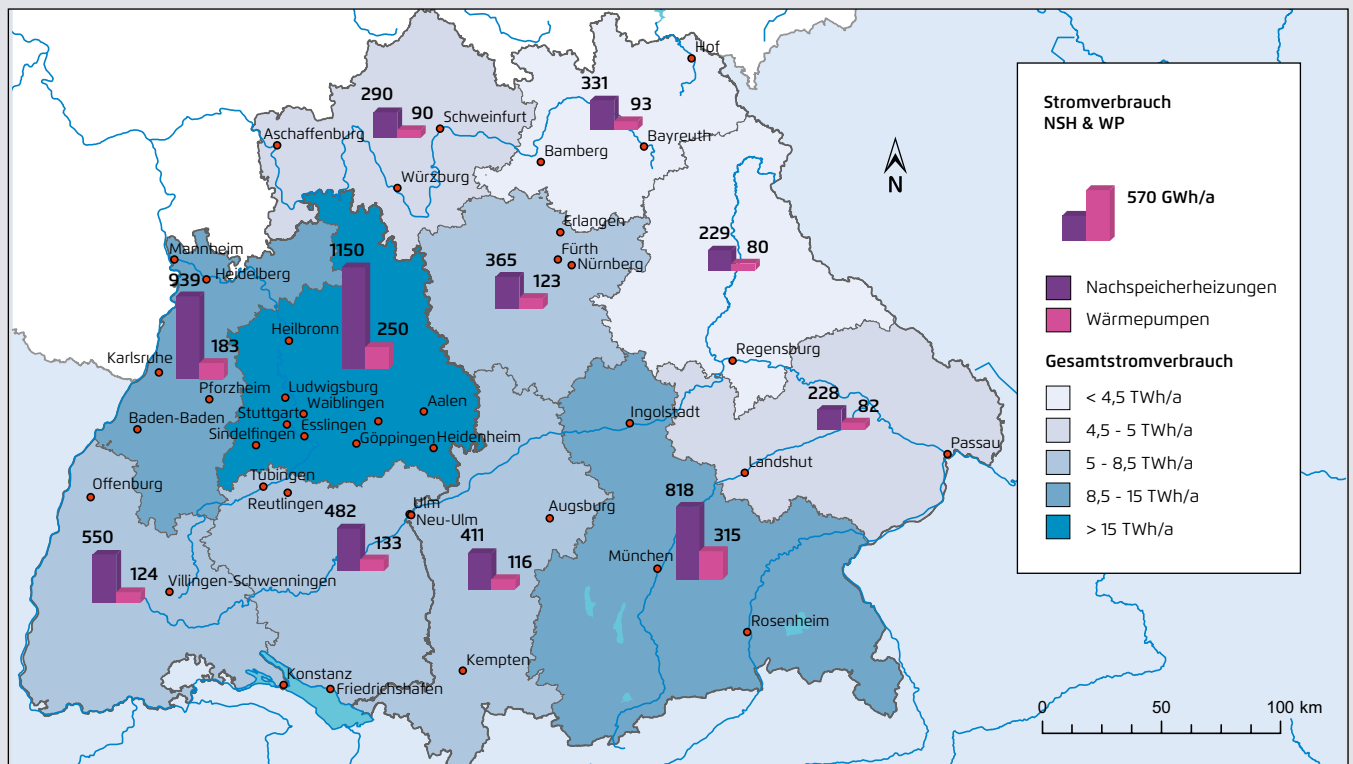 Hof
331
93
Bayreuth
Bamberg
290
90
Schweinfurt
Aschaffenburg
Würzburg
N
Erlangen
Fürth
Nürnberg
365
123
229
80
Mannheim
939
Heidelberg
1150
250
Heilbronn
183
Karlsruhe
Pforzheim
Baden-Baden
Ludwigsburg
Waiblingen
Stuttgart
Esslingen
Sindelfingen
Göppingen
Aalen
Heidenheim
Regensburg
228
82
Passau
Ingolstadt
Landshut
Tübingen
Reutlingen
Offenburg
482
133
Ulm
Neu-Ulm
Augsburg
818
315
München
550
124
Villingen-Schwenningen
411
116
Rosenheim
Kempten
Konstanz
Friedrichshafen
Stromverbrauch
NSH & WP
570 GWh/a
Nachspeicherheizungen
Wärmepumpen
Gesamtstromverbrauch
< 4,5 TWh/a
4,5 - 5 TWh/a
5 - 8,5 TWh/a
8,5 - 15 TWh/a
> 15 TWh/a
0 50 100 km